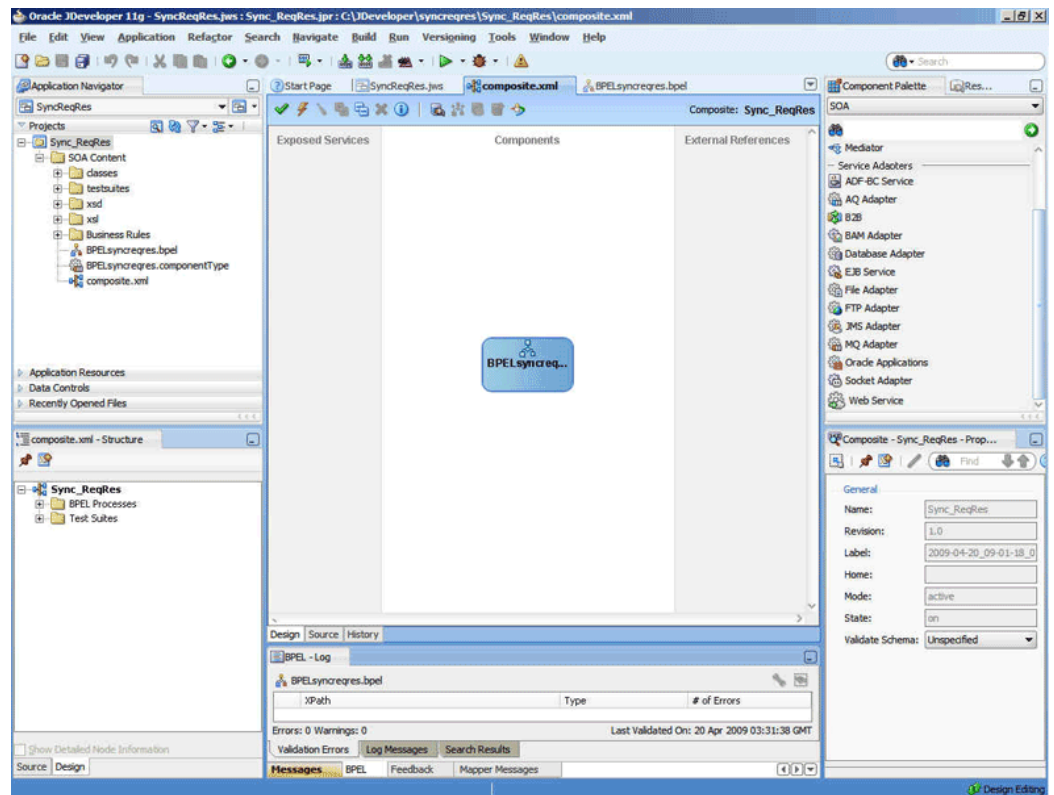 Oracle JDeveloper 11g - SyncReqRes.jws : Sync_ReqRes.jpr : C:\JDeveloper\syncreqres\Sync_ReqRes\composite.xml
File Edit View Application Refactor Search Navigate Build Run Versigning Tools Window Help
Search
Application Navigator
SyncReqRes
Projects
Sync_ReqRes
SOA Content
classes
testsuites
xsd
xsl
Business Rules
BPELsyncreqres.bpel
BPELsyncreqres.componentType
composite.xml
Application Resources
Data Controls
Recently Opened Files
composite.xml - Structure
Sync_ReqRes
BPEL Processes
Test Suites
Show Detailed Node Information
Source Design
Start Page SyncReqRes.jws composite.xml BPELsyncreqres.bpel
Composite: Sync_ReqRes
Exposed Services Components External References
BPELsyncreq...
Design Source History
BPEL - Log
BPELsyncreqres.bpel
XPath Type # of Errors
Errors: 0 Warnings: 0 Last Validated On: 20 Apr 2009 03:31:38 GMT
Validation Errors Log Messages Search Results
Messages BPEL Feedback Mapper Messages
Component Palette Res...
SOA
Mediator
Service Adapters
ADF-BC Service
AQ Adapter
B2B
BAM Adapter
Database Adapter
EJB Service
File Adapter
FTP Adapter
JMS Adapter
MQ Adapter
Oracle Applications
Socket Adapter
Web Service
Composite - Sync_ReqRes - Prop...
Find
General
Name: Sync_ReqRes
Revision: 1.0
Label: 2009-04-20_09-01-18_0
Home:
Mode: active
State: on
Validate Schema: Unspecified
Design Editing